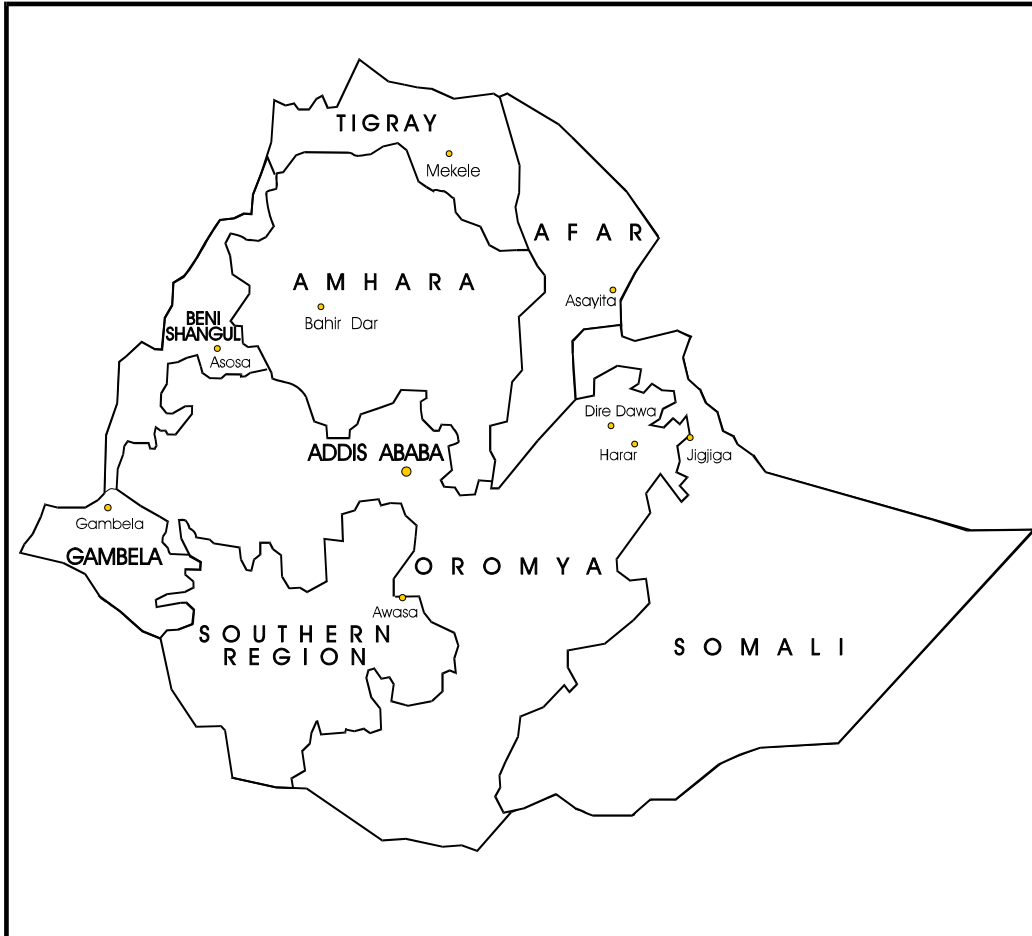 TIGRAY
Mekele
AFAR
AMHARA
Asayita
Bahir Dar
BENI
SHANGUL
Asosa
Dire Dawa
ADDIS ABABA
Harar
Jigjiga
Gambela
GAMBELA
OROMYA
Awasa
SOUTHERN
REGION
SOMALI